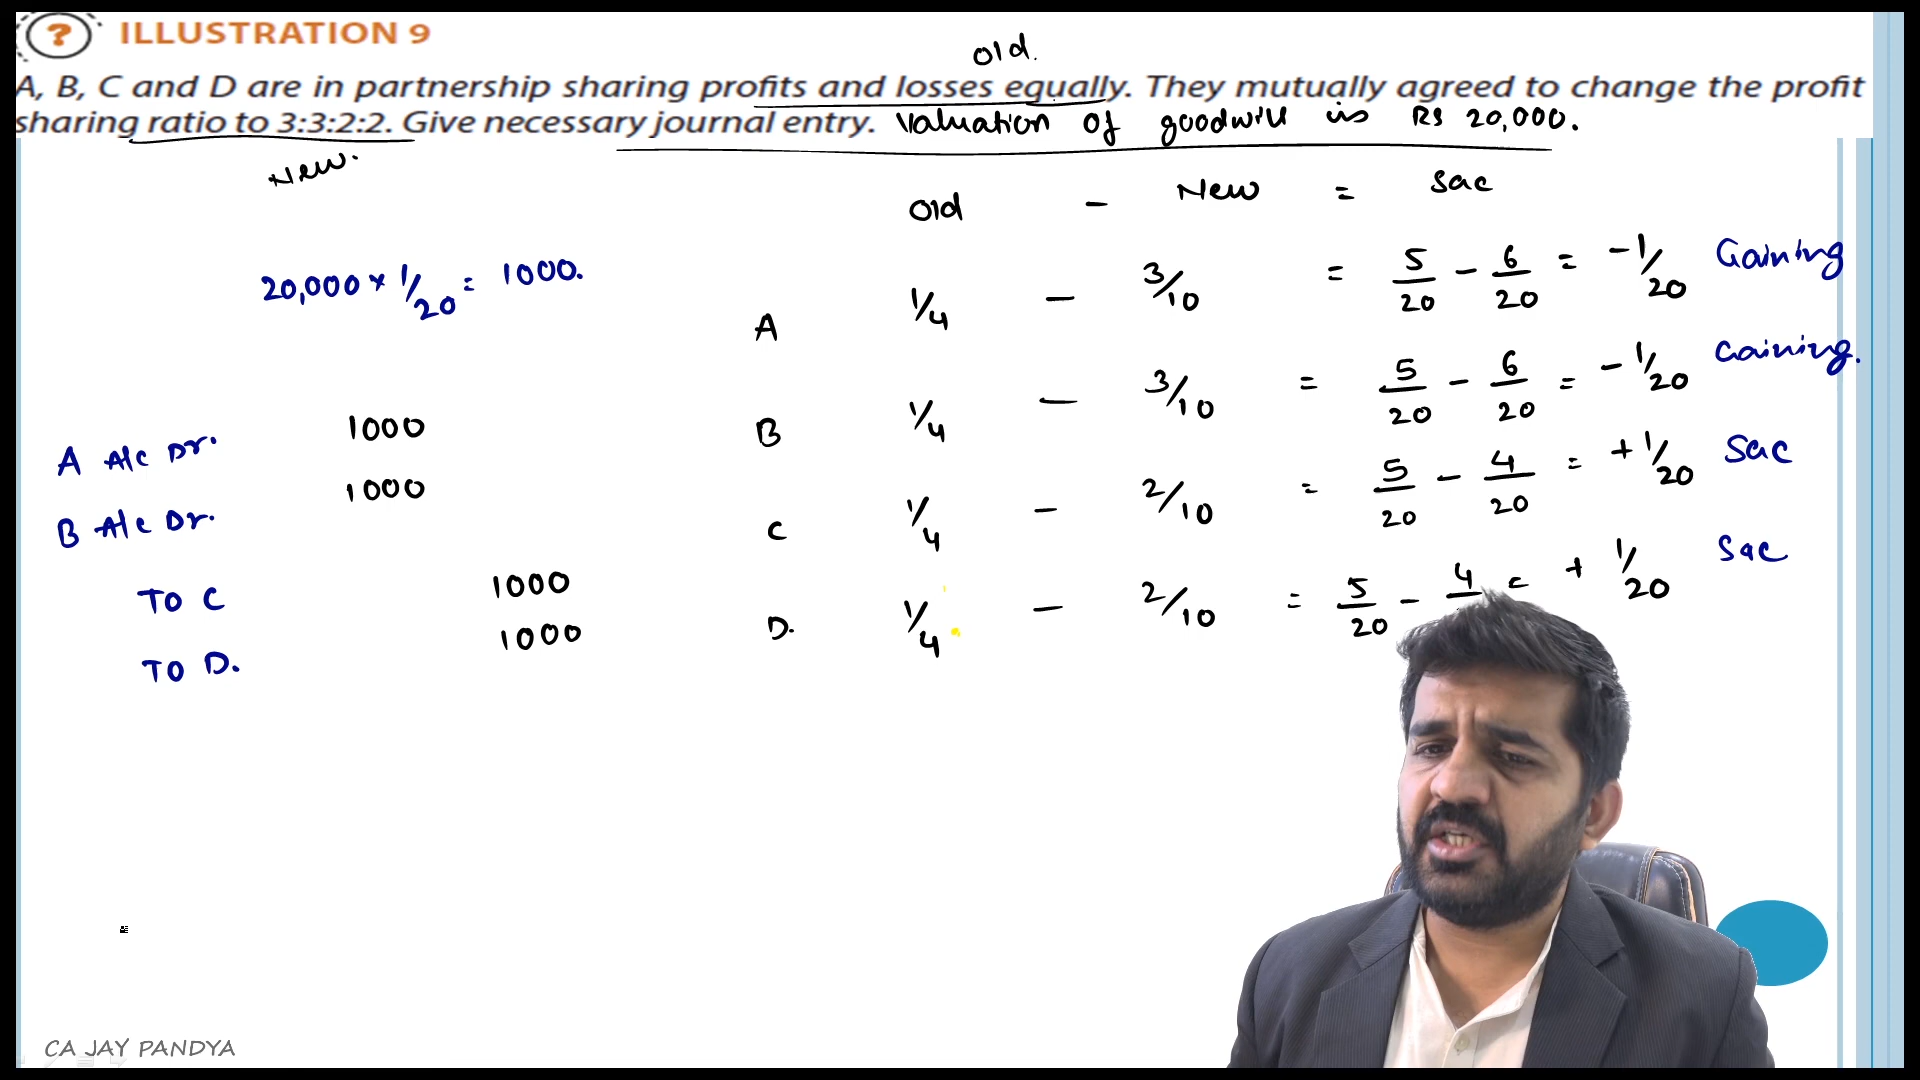 ? ILLUSTRATION 9
old.
A, B, C and D are in partnership sharing profits and losses equally. They mutually agreed to change the profit
sharing ratio to 3:3:2:2. Give necessary journal entry. Valuation of goodwill is Rs 20,000.
New.
Old - New = Sac
20,000 × 1/20 = 1000.
A 1/4 - 3/10 = 5/20 - 6/20 = -1/20 Gaining
B 1/4 - 3/10 = 5/20 - 6/20 = -1/20 Gaining.
C 1/4 - 2/10 = 5/20 - 4/20 = +1/20 Sac
D. 1/4 - 2/10 = 5/20 - 4 = +1/20 Sac
A A/c Dr. 1000
B A/c Dr. 1000
To C 1000
To D. 1000
CA JAY PANDYA